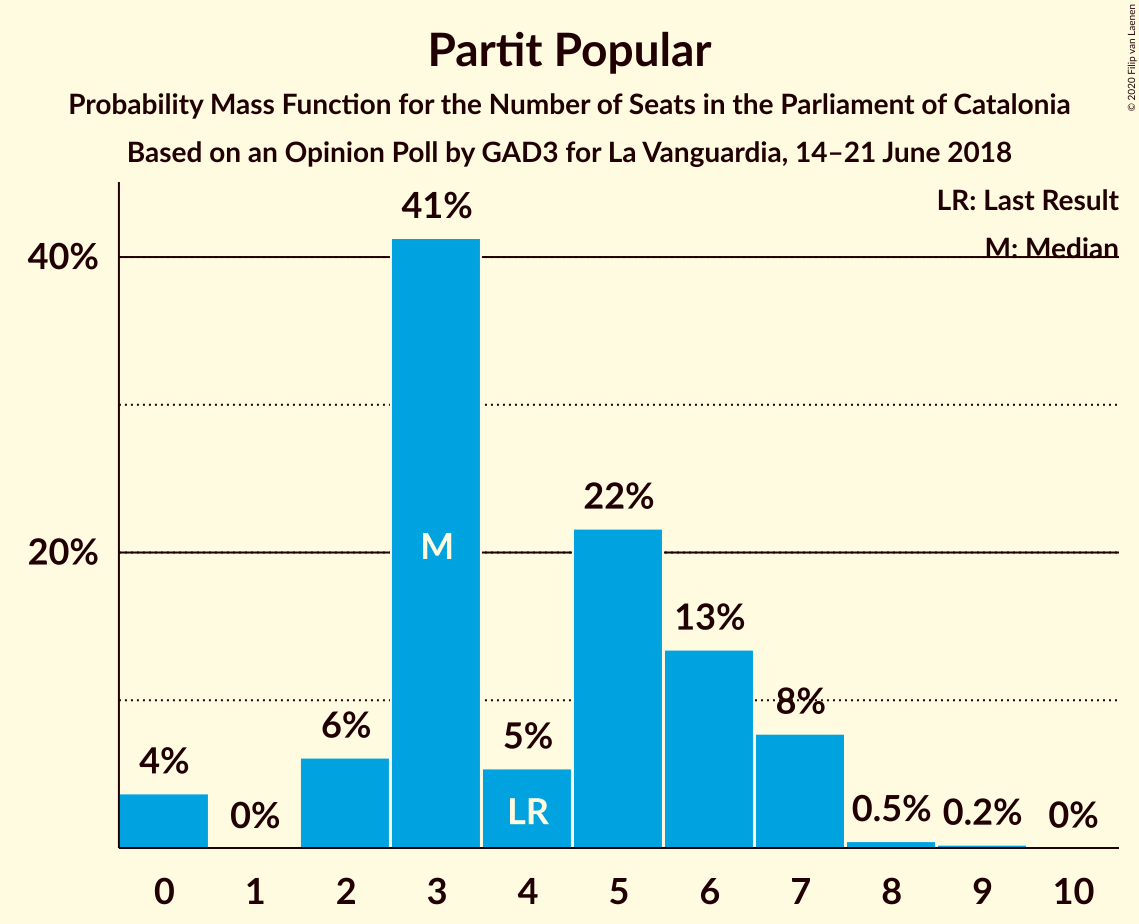 Partit Popular
Probability Mass Function for the Number of Seats in the Parliament of Catalonia
Based on an Opinion Poll by GAD3 for La Vanguardia, 14–21 June 2018
© 2020 Filip van Laenen
LR: Last Result
M: Median
40%
20%
41%
22%
13%
8%
6%
5%
4%
0%
0.5%
0.2%
0%
M
LR
0 1 2 3 4 5 6 7 8 9 10